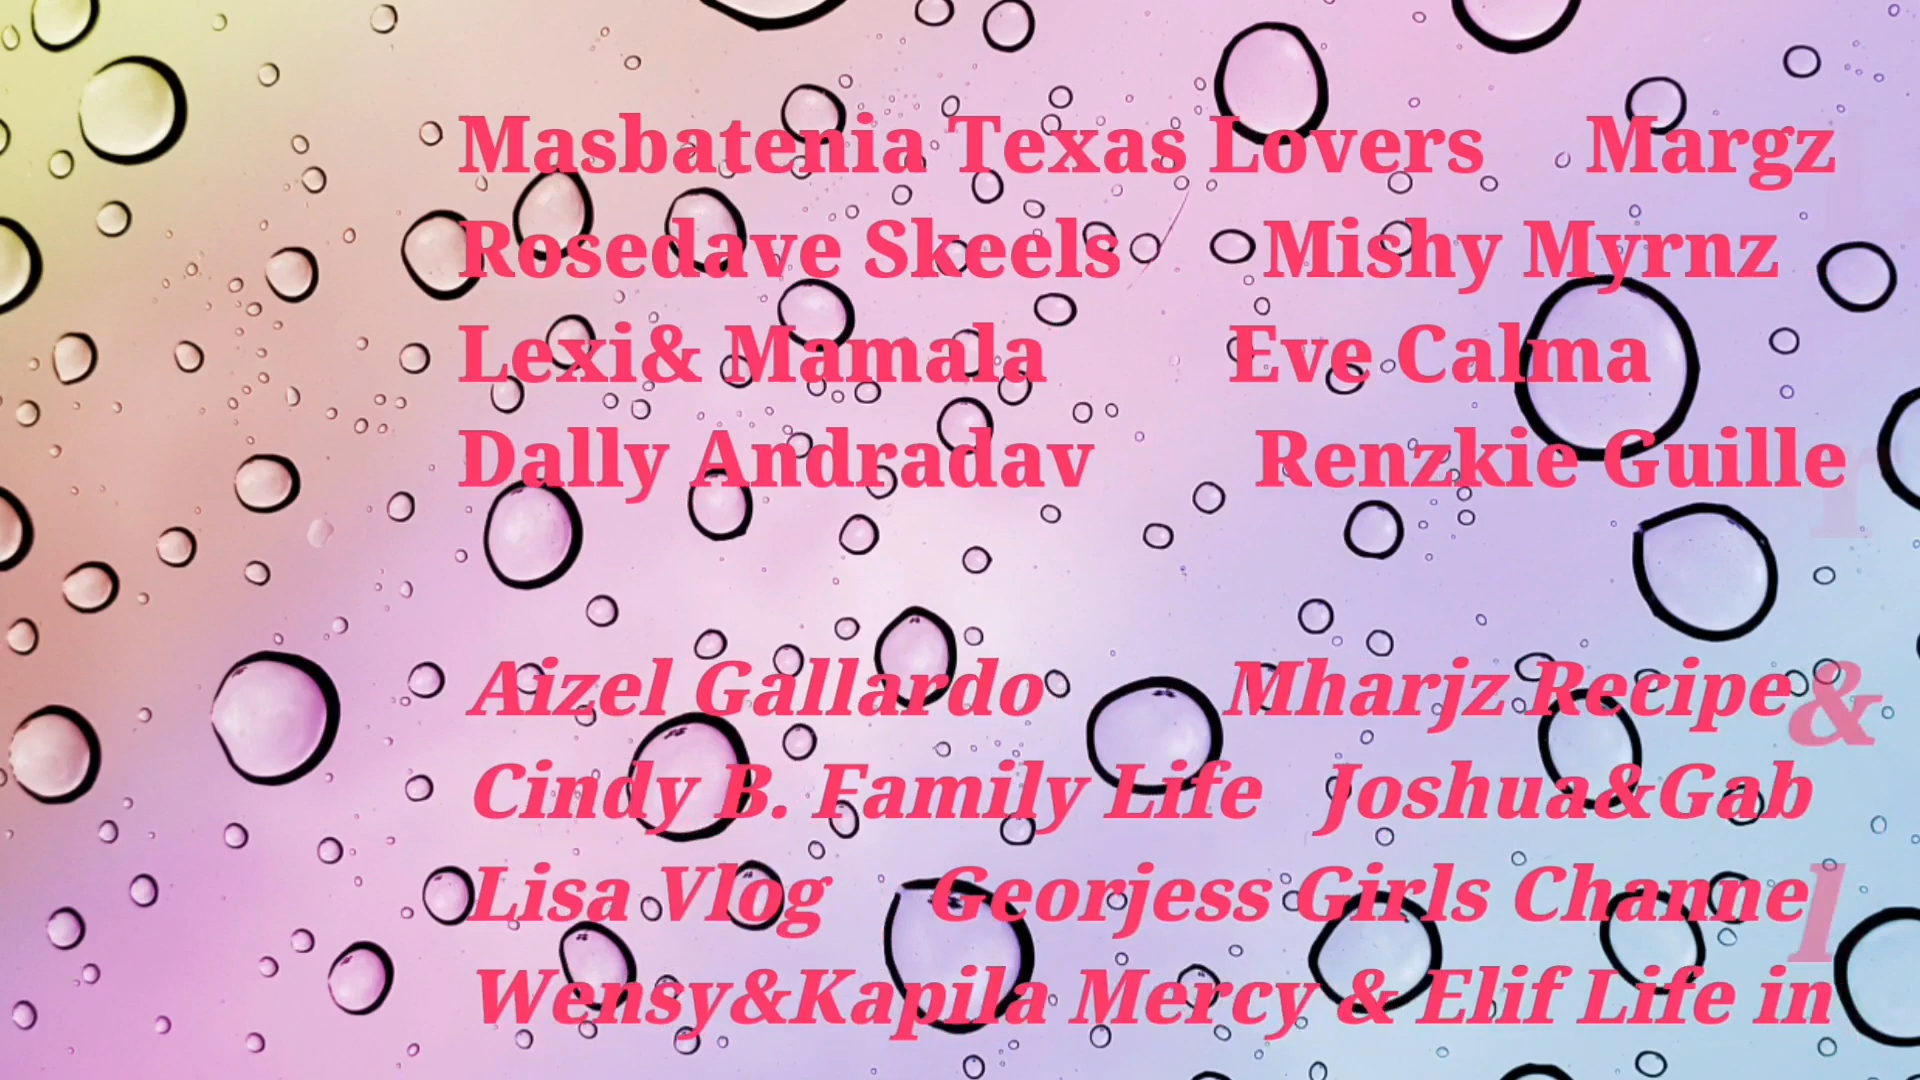 Masbatenia Texas Lovers Margz
Rosedave Skeels Mishy Myrnz
Lexi& Mamala Eve Calma
Dally Andradav Renzkie Guille r
Aizel Gallardo Mharjz Recipe &
Cindy B. Family Life Joshua&Gab
Lisa Vlog Georjess Girls Channel
Wensy&Kapila Mercy & Elif Life in